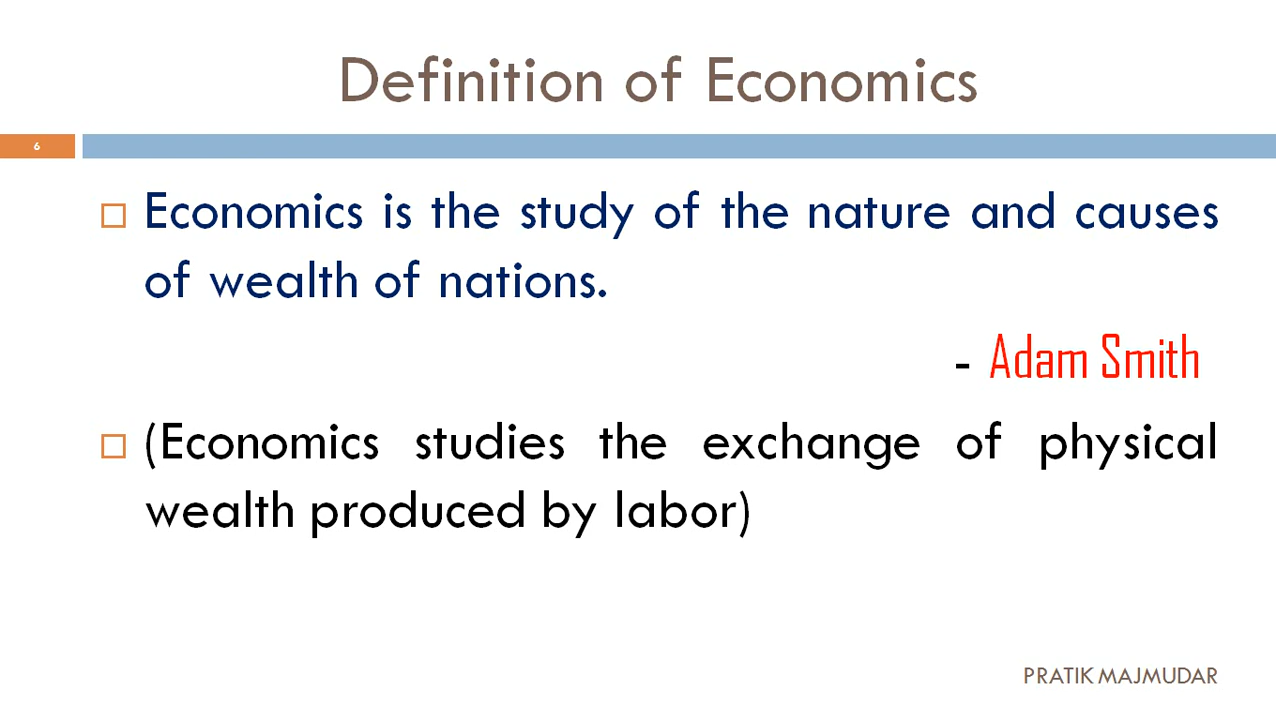 Definition of Economics
6
Economics is the study of the nature and causes
of wealth of nations.
- Adam Smith
(Economics studies the exchange of physical
wealth produced by labor)
PRATIK MAJMUDAR